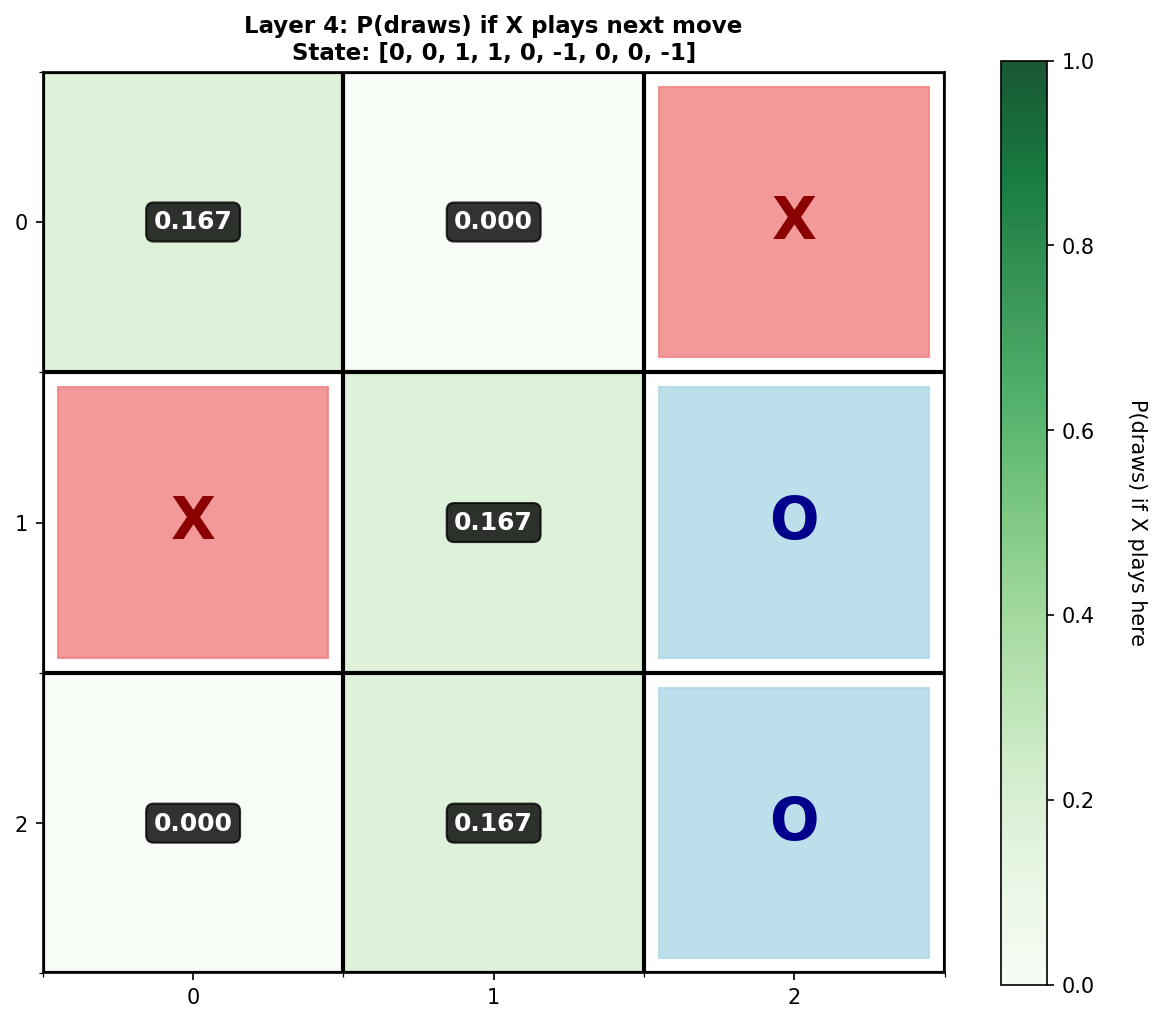 Layer 4: P(draws) if X plays next move
State: [0, 0, 1, 1, 0, -1, 0, 0, -1]
0
0.167
0.000
X
1
X
0.167
O
2
0.000
0.167
O
0
1
2
1.0
0.8
0.6
0.4
0.2
0.0
P(draws) if X plays here